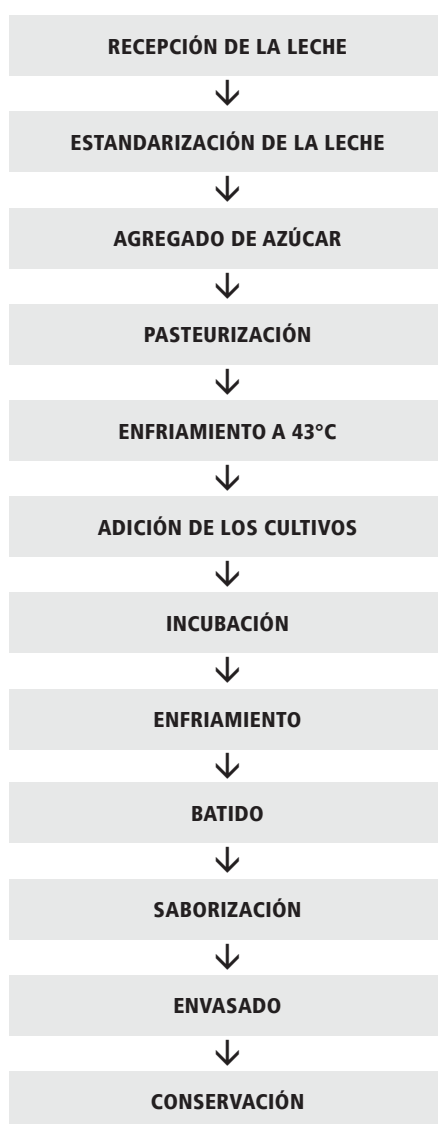 RECEPCIÓN DE LA LECHE
ESTANDARIZACIÓN DE LA LECHE
AGREGADO DE AZÚCAR
PASTEURIZACIÓN
ENFRIAMIENTO A 43°C
ADICIÓN DE LOS CULTIVOS
INCUBACIÓN
ENFRIAMIENTO
BATIDO
SABORIZACIÓN
ENVASADO
CONSERVACIÓN